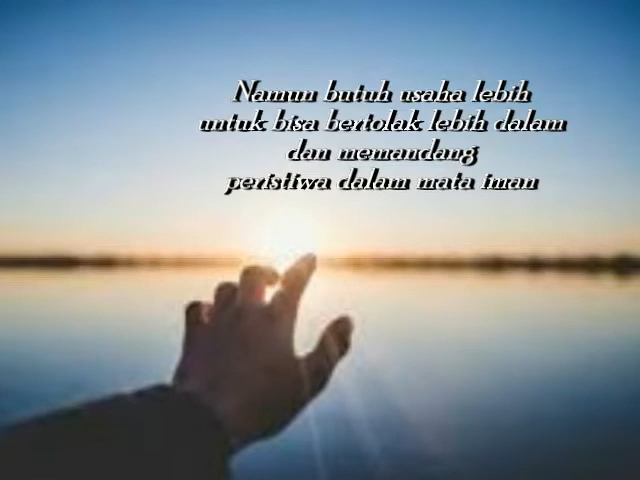 Namun butuh usaha lebih
untuk bisa bertolak lebih dalam
dan memandang
peristiwa dalam mata iman